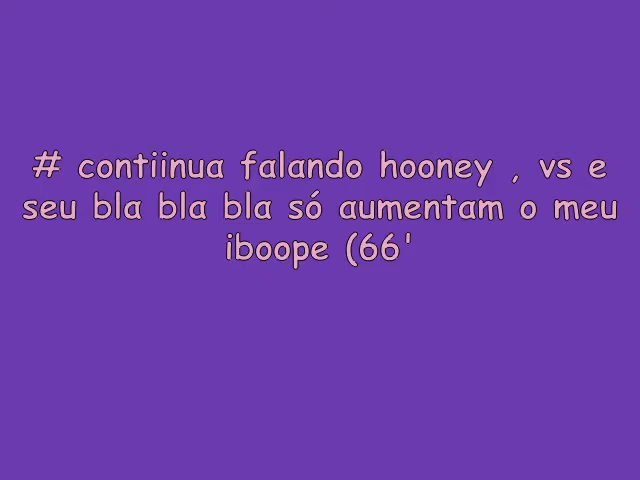 # contiinua falando hooney , vs e
seu bla bla bla só aumentam o meu
iboope (66'